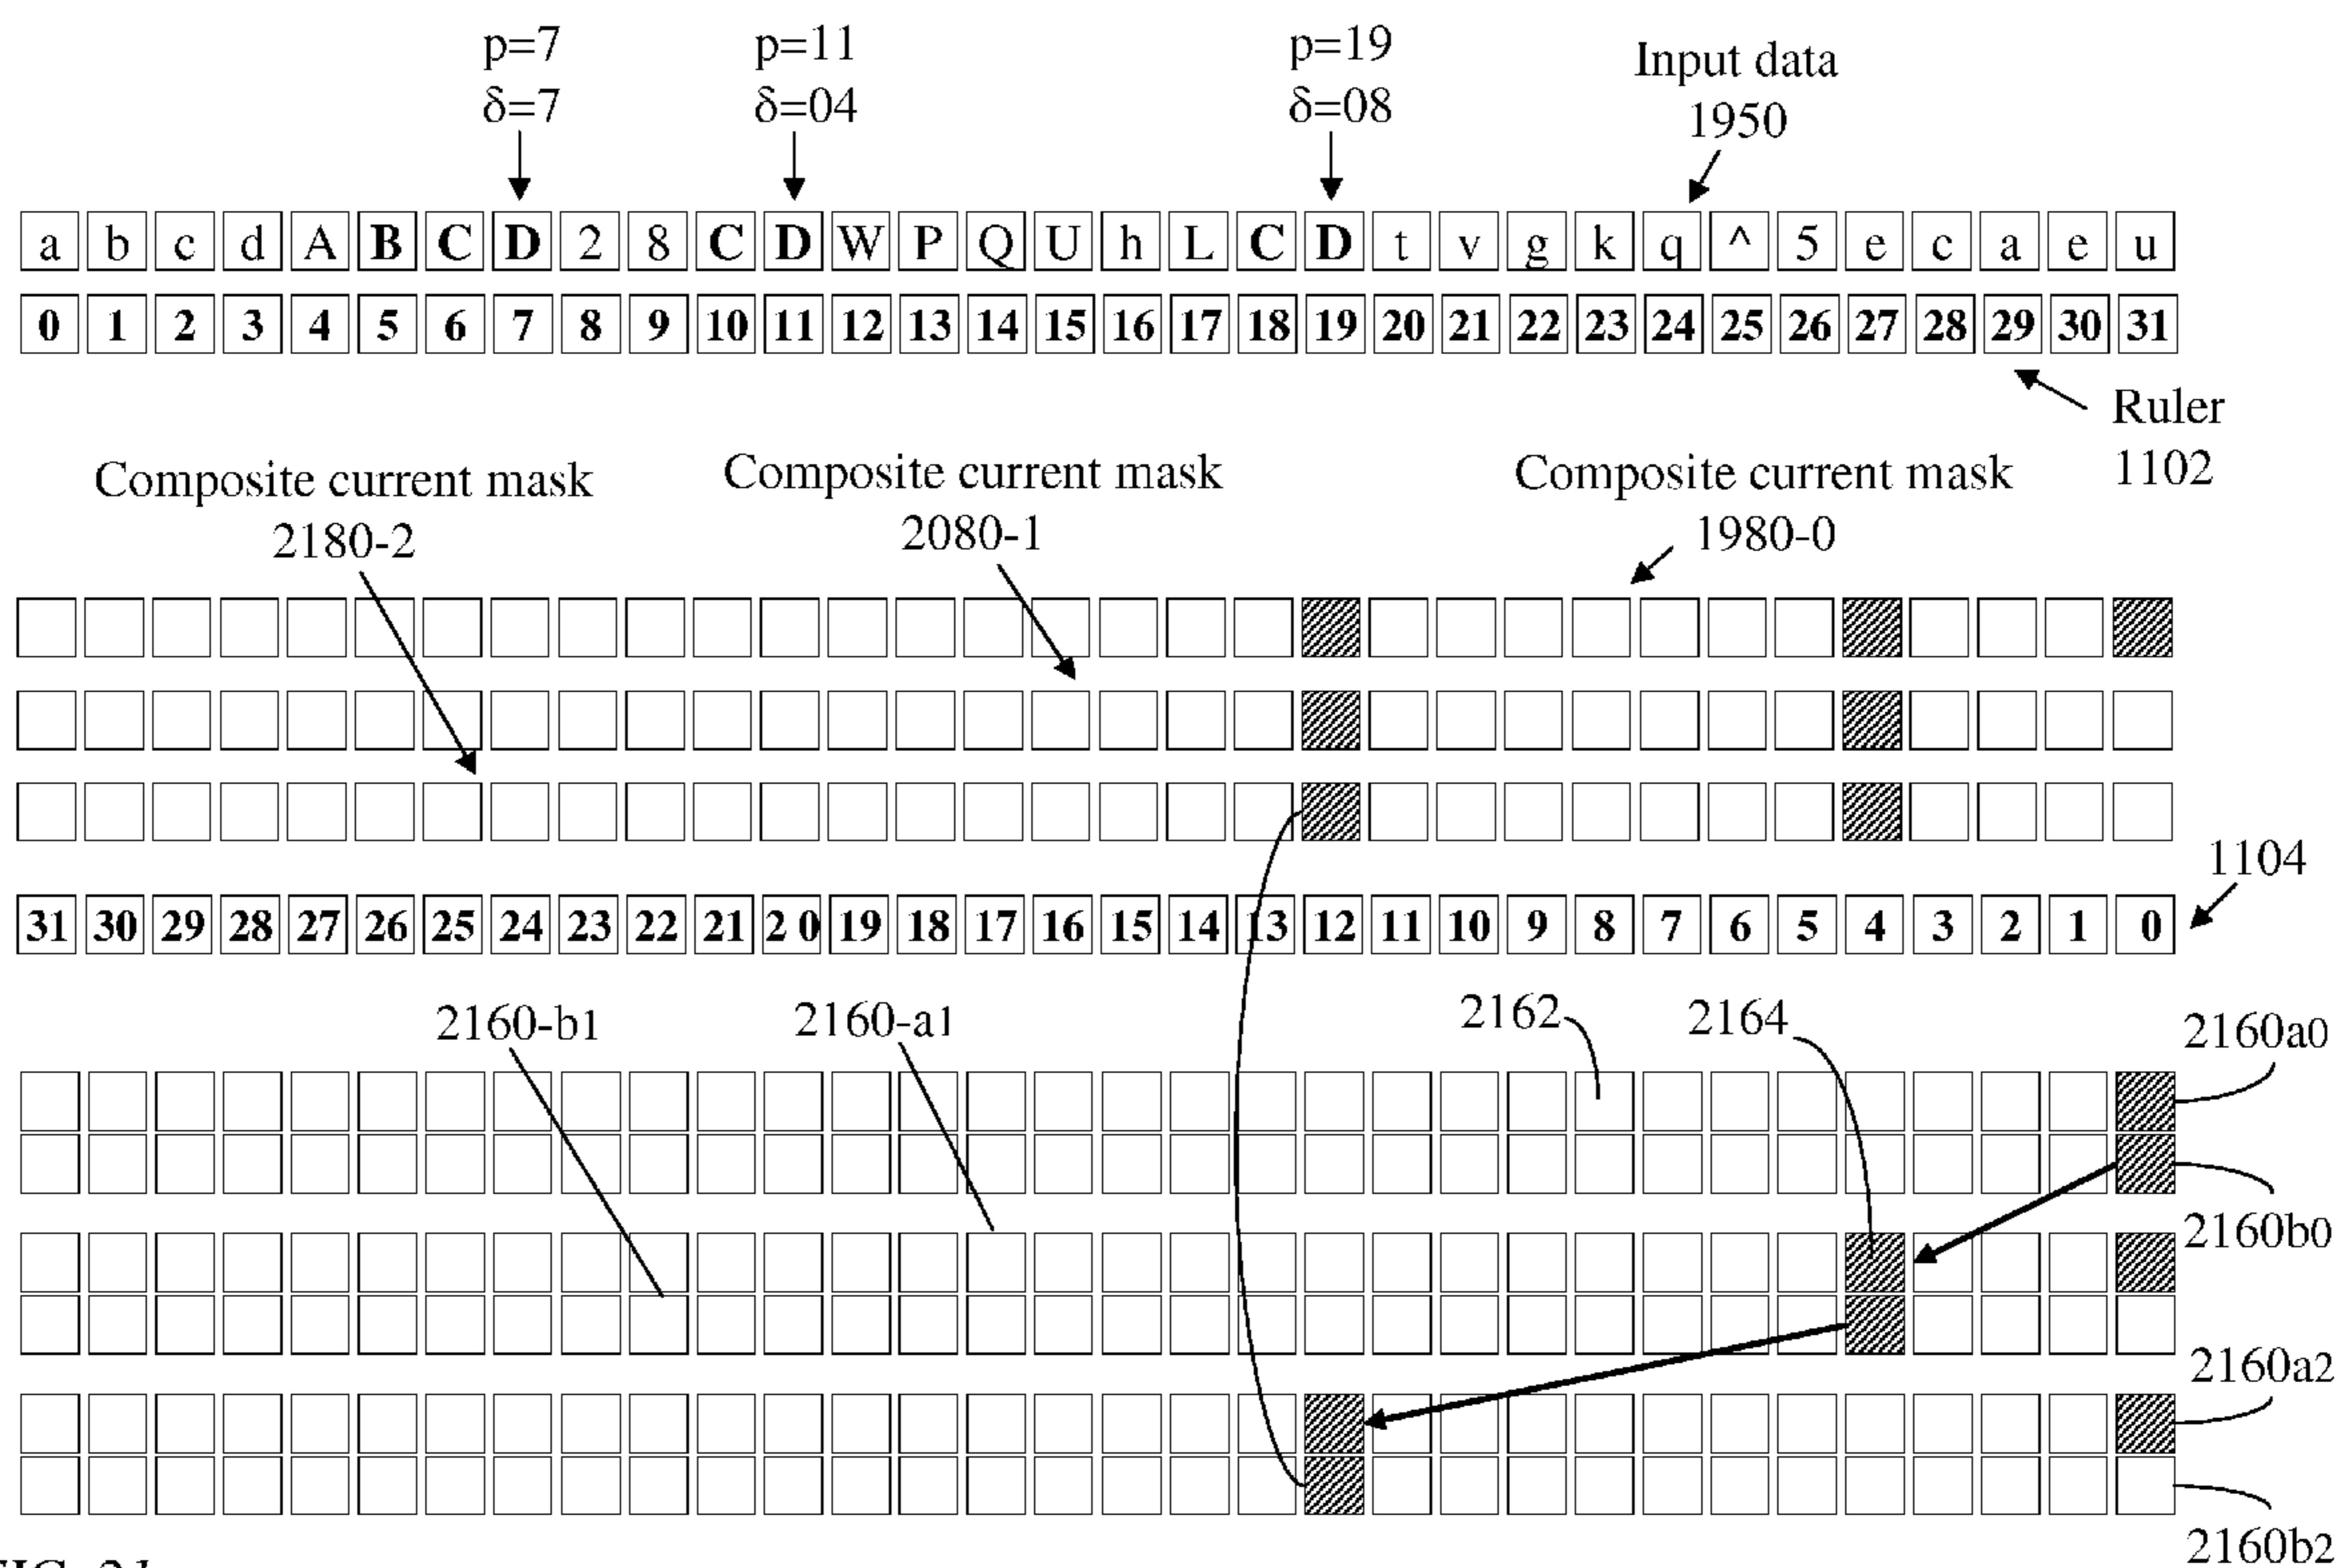 p=7 p=11 p=19 Input data
δ=7 δ=04 δ=08 1950
a b c d A B C D 2 8 C D W P Q U h L C D t v g k q ^ 5 e c a e u
0 1 2 3 4 5 6 7 8 9 10 11 12 13 14 15 16 17 18 19 20 21 22 23 24 25 26 27 28 29 30 31
Ruler
1102
Composite current mask
2180-2
Composite current mask
2080-1
Composite current mask
1980-0
1104
31 30 29 28 27 26 25 24 23 22 21 2 0 19 18 17 16 15 14 13 12 11 10 9 8 7 6 5 4 3 2 1 0
2160-b1 2160-a1 2162 2164 2160a0
2160b0
2160a2
2160b2